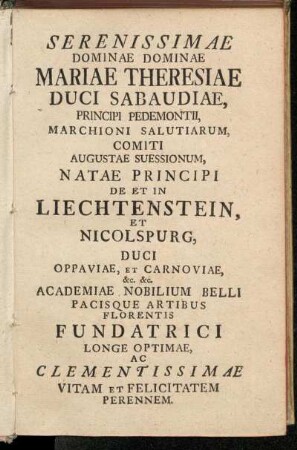 SERENISSIMAE
DOMINAE DOMINAE
MARIAE THERESIAE
DUCI SABAUDIAE,
PRINCIPI PEDEMONTII,
MARCHIONI SALUTIARUM,
COMITI
AUGUSTAE SUESSIONUM,
NATAE PRINCIPI
DE ET IN
LIECHTENSTEIN,
ET
NICOLSPURG,
DUCI
OPPAVIAE, ET CARNOVIAE,
&c. &c.
ACADEMIAE NOBILIUM BELLI
PACISQUE ARTIBUS
FLORENTIS
FUNDATRICI
LONGE OPTIMAE,
AC
CLEMENTISSIMAE
VITAM ET FELICITATEM
PERENNEM.